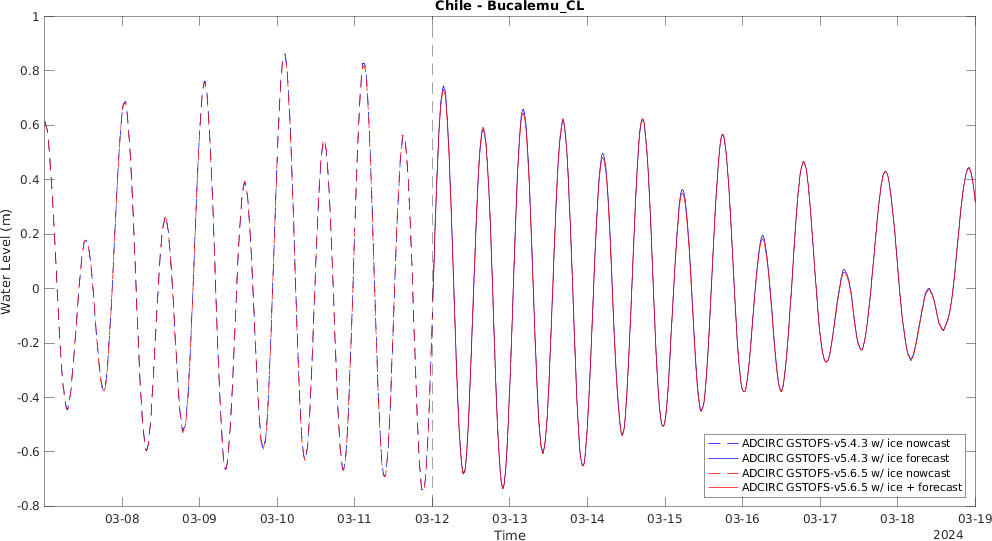 Chile - Bucalemu_CL
Water Level (m)
1
0.8
0.6
0.4
0.2
0
-0.2
-0.4
-0.6
-0.8
ADCIRC GSTOFS-v5.4.3 w/ ice nowcast
ADCIRC GSTOFS-v5.4.3 w/ ice forecast
ADCIRC GSTOFS-v5.6.5 w/ ice nowcast
ADCIRC GSTOFS-v5.6.5 w/ ice + forecast
03-08 03-09 03-10 03-11 03-12 03-13 03-14 03-15 03-16 03-17 03-18 03-19
Time
2024